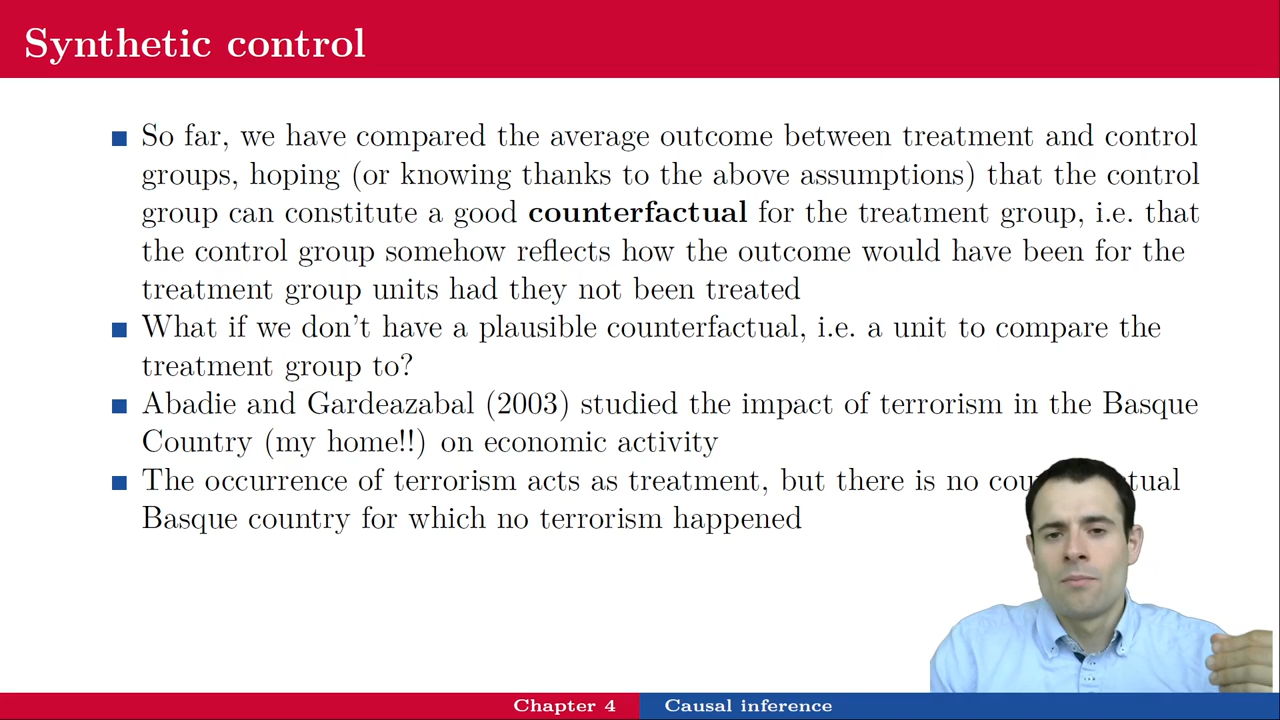 Synthetic control
So far, we have compared the average outcome between treatment and control
groups, hoping (or knowing thanks to the above assumptions) that the control
group can constitute a good counterfactual for the treatment group, i.e. that
the control group somehow reflects how the outcome would have been for the
treatment group units had they not been treated
What if we don't have a plausible counterfactual, i.e. a unit to compare the
treatment group to?
Abadie and Gardeazabal (2003) studied the impact of terrorism in the Basque
Country (my home!!) on economic activity
The occurrence of terrorism acts as treatment, but there is no
Basque country for which no terrorism happened
Chapter 4
Causal inference